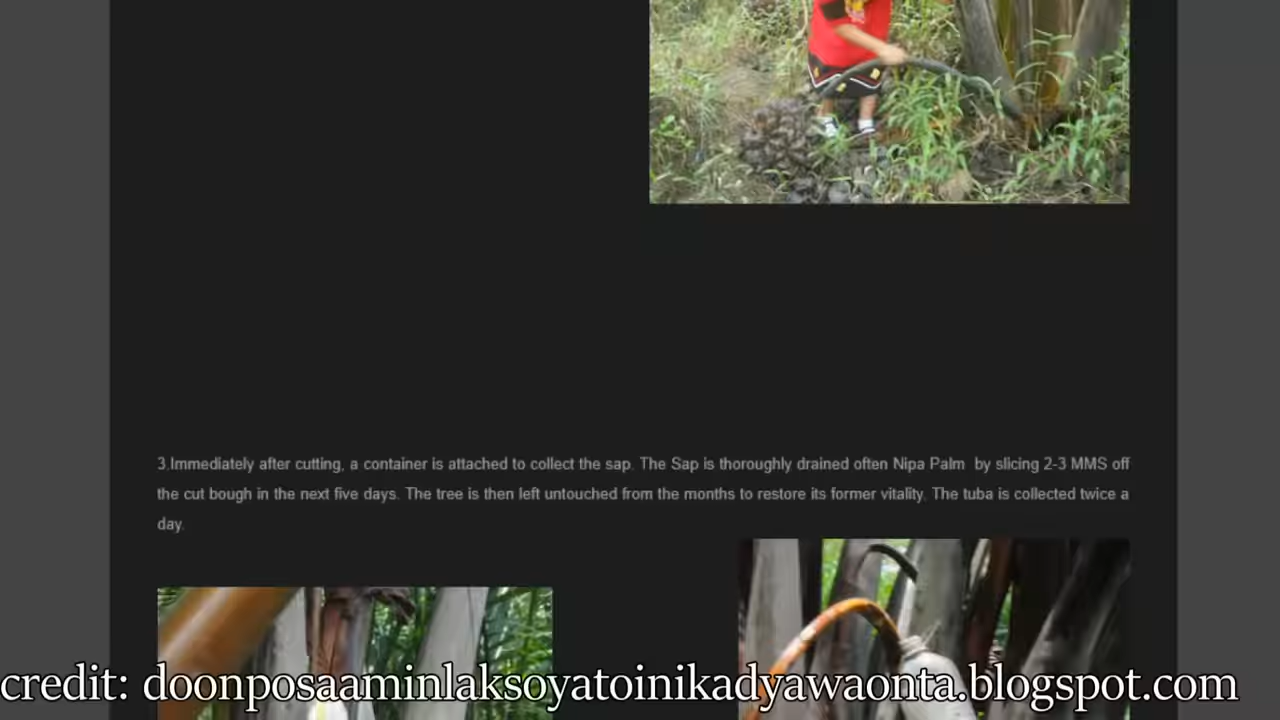 3.Immediately after cutting, a container is attached to collect the sap. The Sap is thoroughly drained often Nipa Palm by slicing 2-3 MMS off
the cut bough in the next five days. The tree is then left untouched from the months to restore its former vitality. The tuba is collected twice a
day.
credit: doonposaaminlaksoyatoinikadyawaonta.blogspot.com